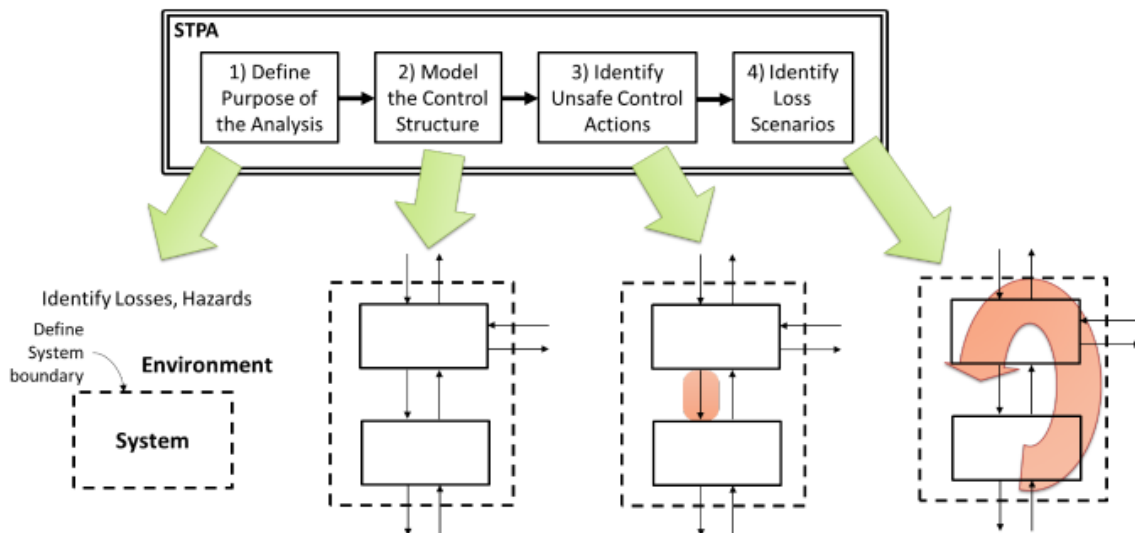 STPA
1) Define
Purpose of
the Analysis
2) Model
the Control
Structure
3) Identify
Unsafe Control
Actions
4) Identify
Loss
Scenarios
Identify Losses, Hazards
Define
System
boundary
Environment
System